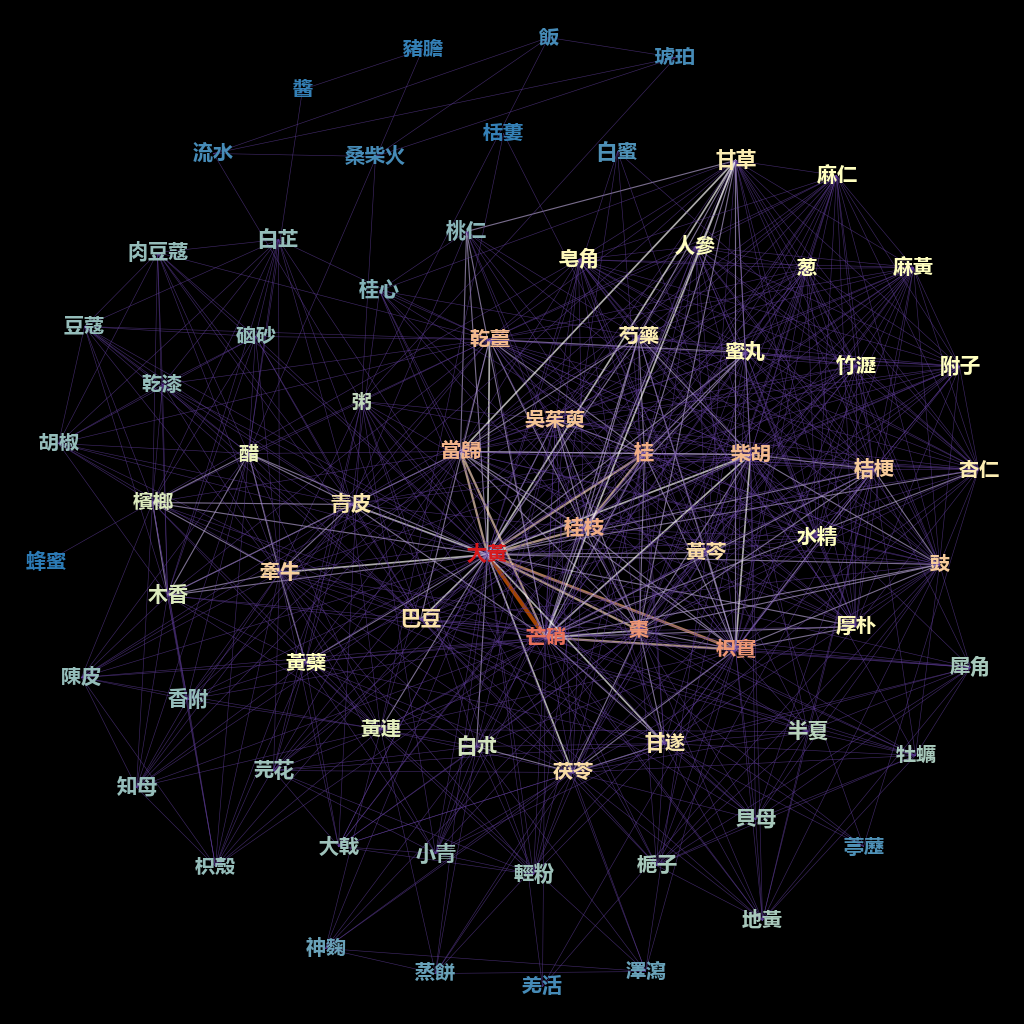 飯
豬膽
琥珀
醬
栝蔞
流水
桑柴火
白蜜
甘草
麻仁
桃仁
白芷
人參
肉豆蔻
皂角
葱
麻黃
桂心
豆蔻
硇砂
乾薑
芍藥
蜜丸
竹瀝
附子
乾漆
粥
吳茱萸
胡椒
當歸
桂
柴胡
醋
桔梗
杏仁
檳榔
青皮
桂枝
水精
大黃
黃芩
蜂蜜
牽牛
豉
木香
巴豆
芒硝
棗
厚朴
枳實
黃蘗
犀角
陳皮
香附
黃連
半夏
白朮
甘遂
牡蠣
芫花
茯苓
知母
貝母
大戟
葶藶
小青
枳殼
梔子
輕粉
地黃
神麴
蒸餅
澤瀉
羌活